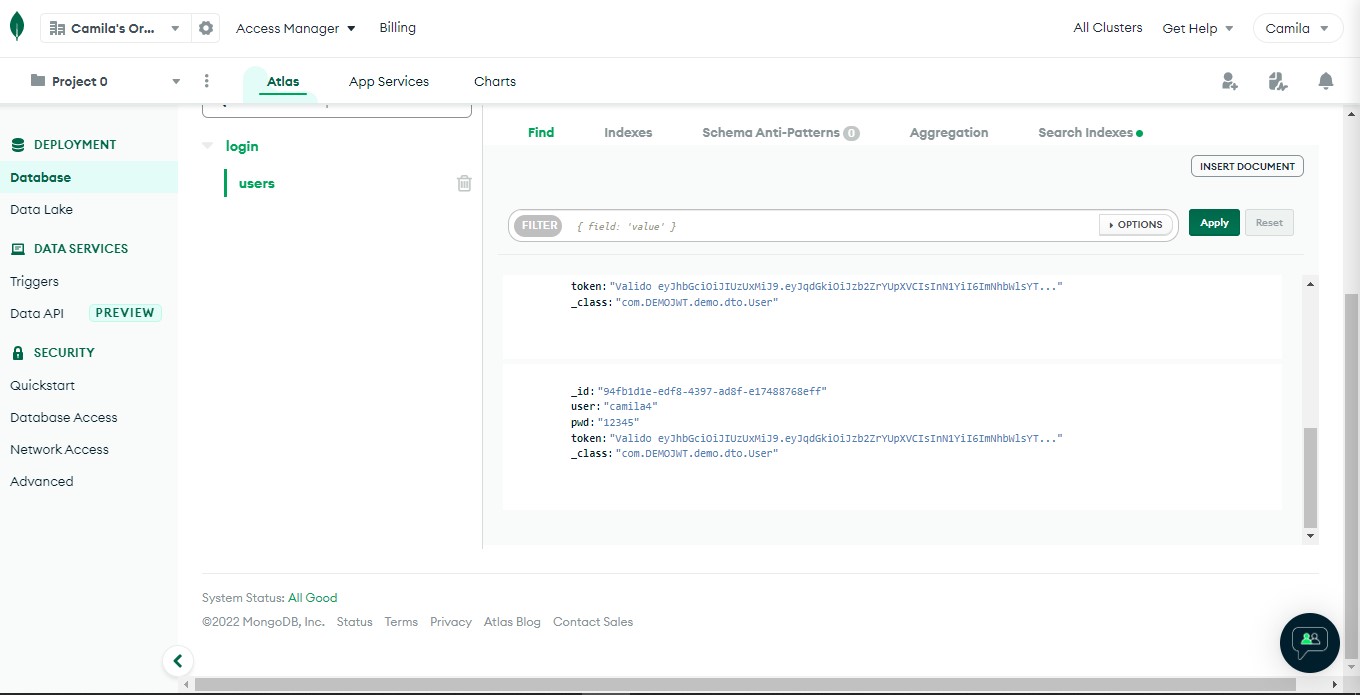 Camila's Or...
Access Manager
Billing
All Clusters
Get Help
Camila
Project 0
Atlas
App Services
Charts
DEPLOYMENT
Database
Data Lake
DATA SERVICES
Triggers
Data API
PREVIEW
SECURITY
Quickstart
Database Access
Network Access
Advanced
login
users
Find
Indexes
Schema Anti-Patterns 0
Aggregation
Search Indexes
INSERT DOCUMENT
FILTER
{ field: 'value' }
OPTIONS
Apply
Reset
token: "Valido eyJhbGciOiJIUzUxMiJ9.eyJqdGkiOiJzb2ZrYUpXVCIsInN1YiI6ImNhbWlsYT..."
_class: "com.DEMOJWT.demo.dto.User"
_id: "94fb1d1e-edf8-4397-ad8f-e17488768eff"
user: "camila4"
pwd: "12345"
token: "Valido eyJhbGciOiJIUzUxMiJ9.eyJqdGkiOiJzb2ZrYUpXVCIsInN1YiI6ImNhbWlsYT..."
_class: "com.DEMOJWT.demo.dto.User"
System Status: All Good
©2022 MongoDB, Inc. Status Terms Privacy Atlas Blog Contact Sales